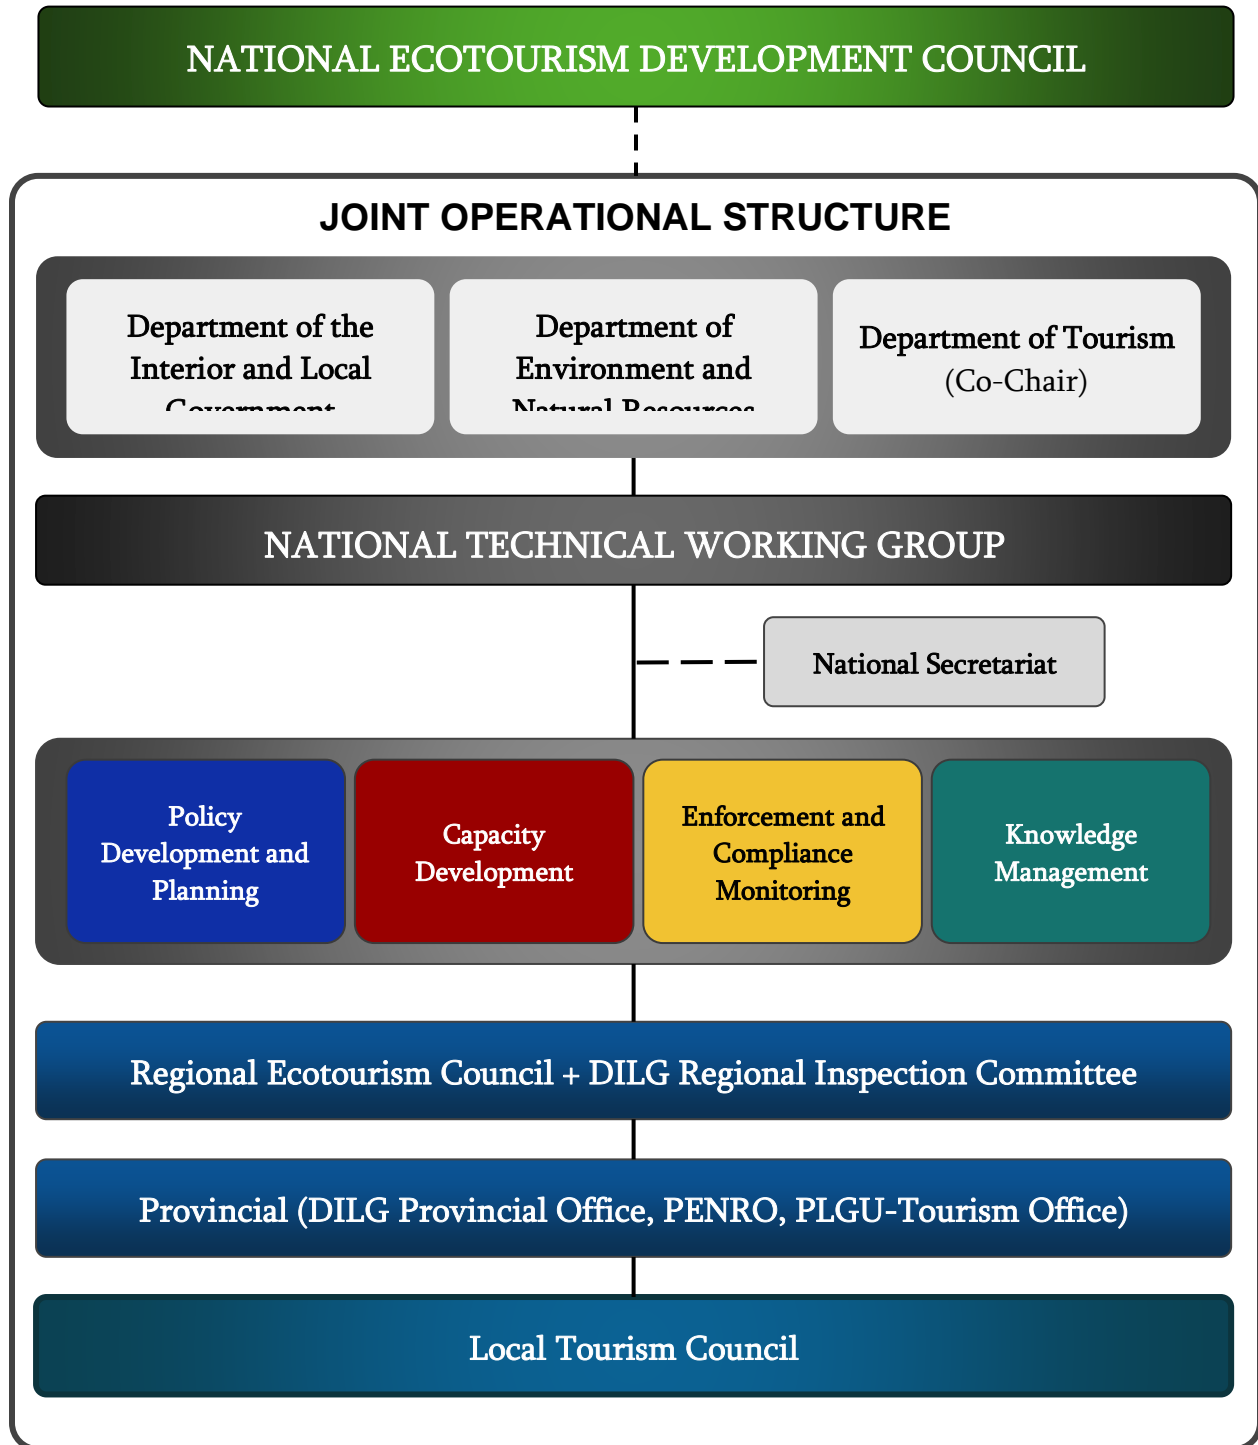 NATIONAL ECOTOURISM DEVELOPMENT COUNCIL
JOINT OPERATIONAL STRUCTURE
Department of the
Interior and Local
Government
Department of
Environment and
Natural Resources
Department of Tourism
(Co-Chair)
NATIONAL TECHNICAL WORKING GROUP
National Secretariat
Policy
Development and
Planning
Capacity
Development
Enforcement and
Compliance
Monitoring
Knowledge
Management
Regional Ecotourism Council + DILG Regional Inspection Committee
Provincial (DILG Provincial Office, PENRO, PLGU-Tourism Office)
Local Tourism Council